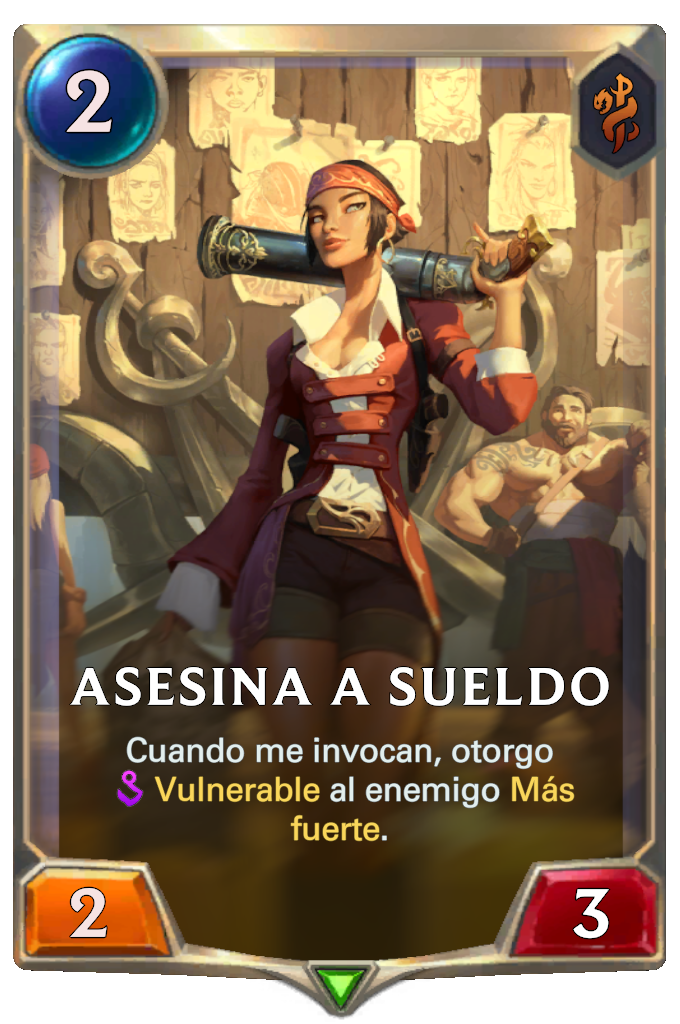 2
ASESINA A SUELDO
Cuando me invocan, otorgo
Vulnerable al enemigo Más
fuerte.
2
3